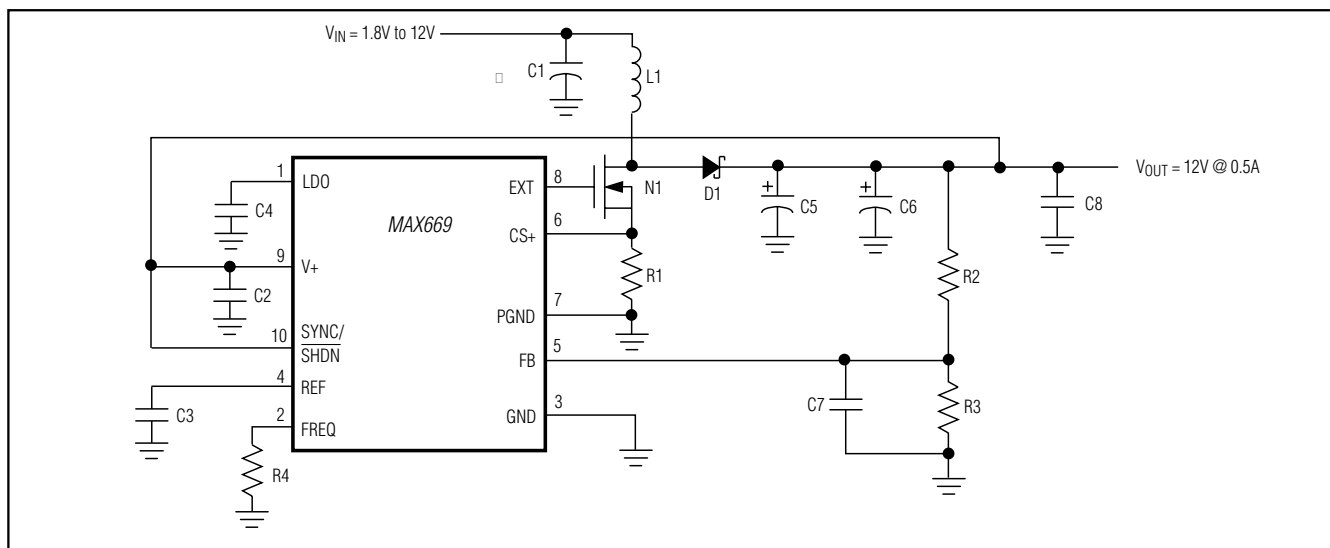 V_IN = 1.8V to 12V
C1
L1
1
LDO
8
EXT
N1
D1
V_OUT = 12V @ 0.5A
C4
MAX669
6
CS+
C5
C6
C8
9
V+
R1
R2
C2
7
PGND
10
SYNC/
SHDN
5
FB
4
REF
C3
3
GND
C7
R3
2
FREQ
R4